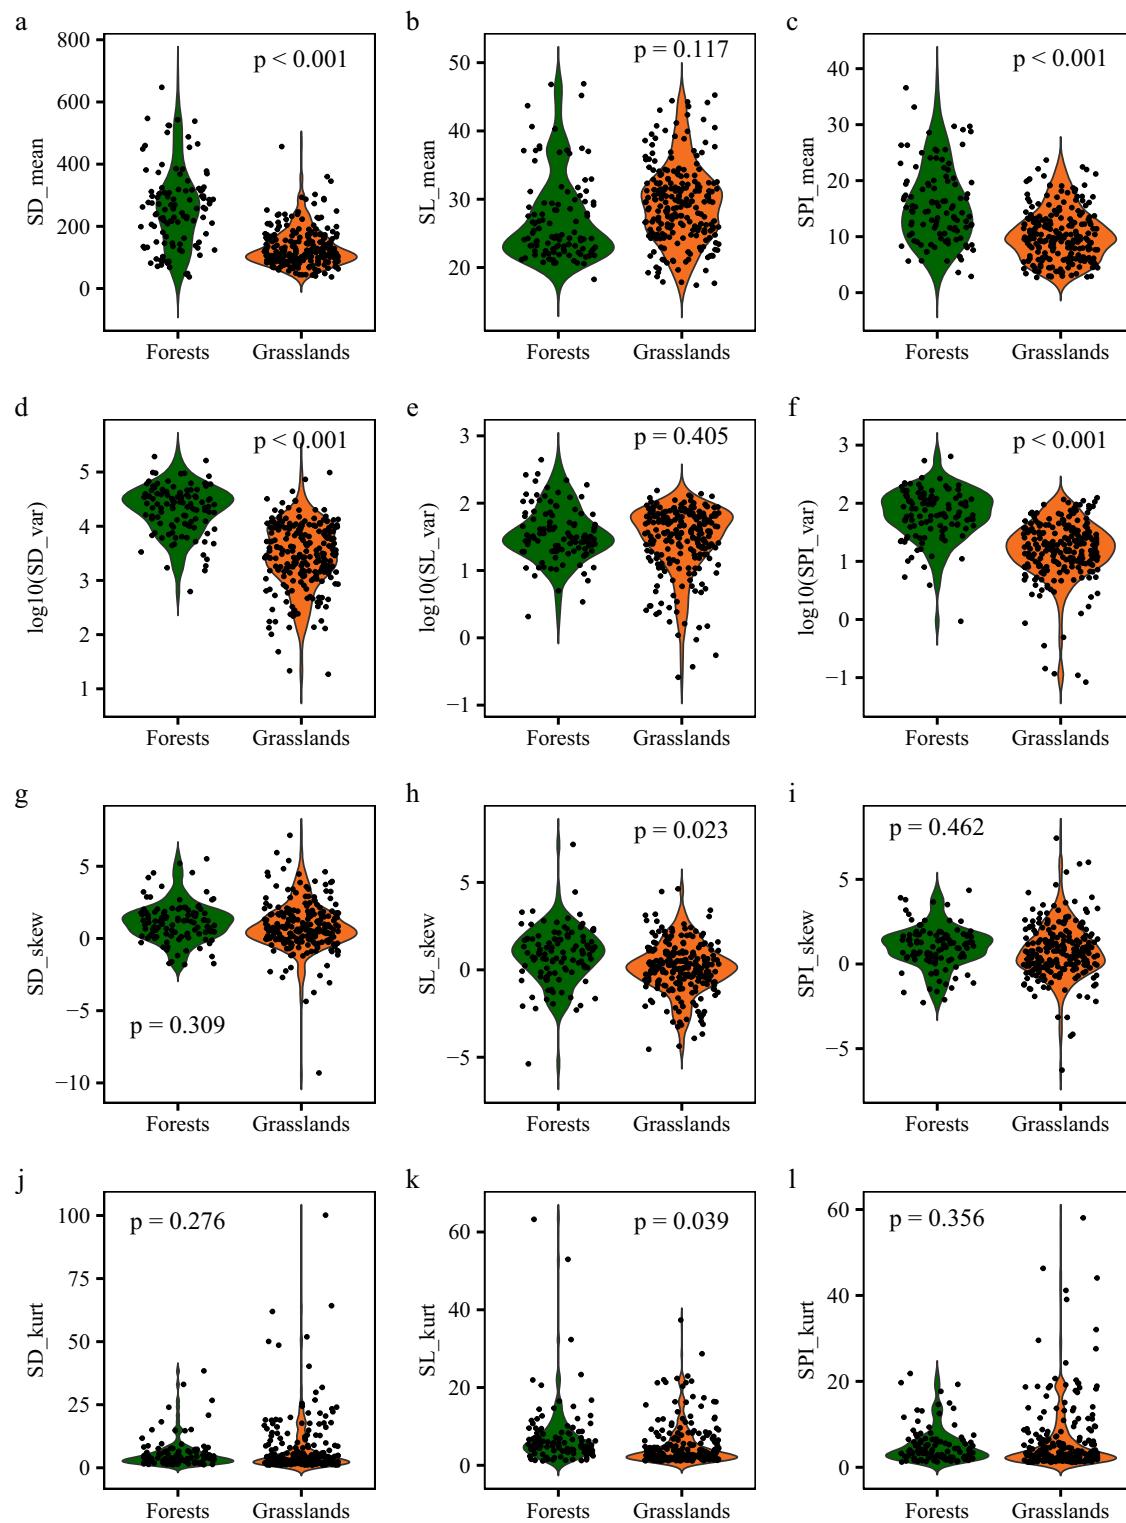 a
SD_mean
800
600
400
200
0
p < 0.001
Forests Grasslands
b
SL_mean
50
40
30
20
p = 0.117
Forests Grasslands
c
SPI_mean
40
30
20
10
0
p < 0.001
Forests Grasslands
d
log10(SD_var)
5
4
3
2
1
p < 0.001
Forests Grasslands
e
log10(SL_var)
3
2
1
0
−1
p = 0.405
Forests Grasslands
f
log10(SPI_var)
3
2
1
0
−1
p < 0.001
Forests Grasslands
g
SD_skew
5
0
−5
−10
p = 0.309
Forests Grasslands
h
SL_skew
5
0
−5
p = 0.023
Forests Grasslands
i
SPI_skew
5
0
−5
p = 0.462
Forests Grasslands
j
SD_kurt
100
75
50
25
0
p = 0.276
Forests Grasslands
k
SL_kurt
60
40
20
0
p = 0.039
Forests Grasslands
l
SPI_kurt
60
40
20
0
p = 0.356
Forests Grasslands